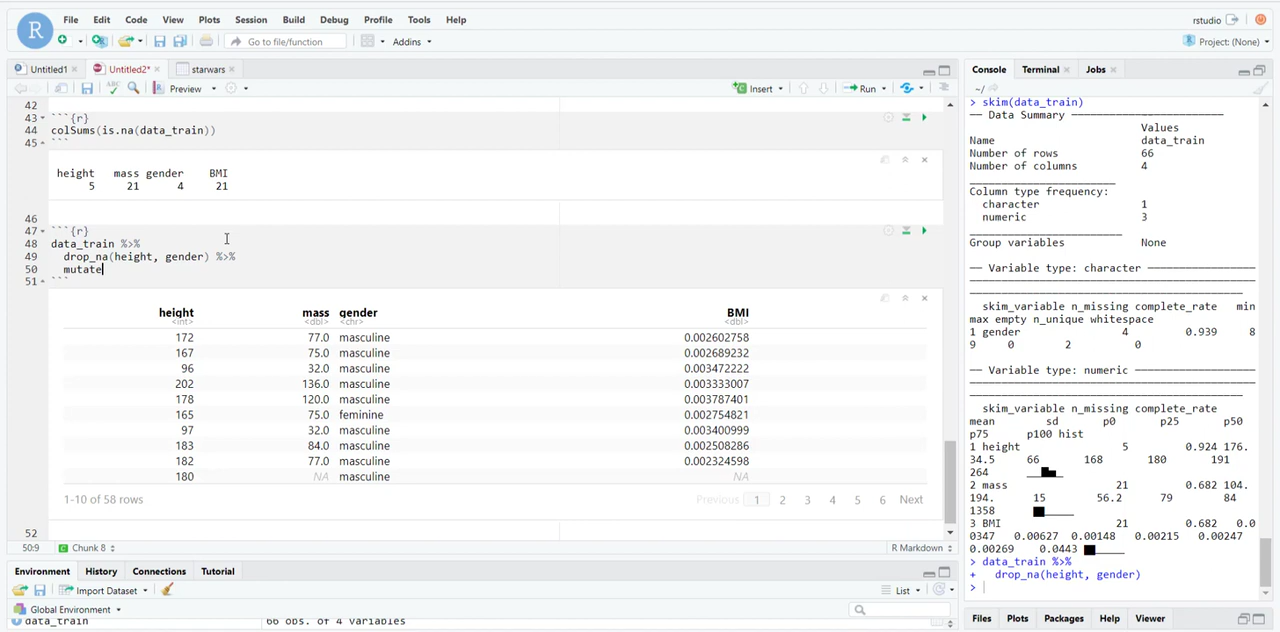 File Edit Code View Plots Session Build Debug Profile Tools Help
rstudio
R
Go to file/function
Addins
Project: (None)
Untitled1
Untitled2*
starwars
Preview
Insert
Run
42
43 ```{r}
44 colSums(is.na(data_train))
45 ```
height mass gender BMI
5 21 4 21
46
47 ```{r}
48 data_train %>%
49 drop_na(height, gender) %>%
50 mutate
51 ```
height mass gender BMI
<int> <dbl> <chr> <dbl>
172 77.0 masculine 0.002602758
167 75.0 masculine 0.002689232
96 32.0 masculine 0.003472222
202 136.0 masculine 0.003333007
178 120.0 masculine 0.003787401
165 75.0 feminine 0.002754821
97 32.0 masculine 0.003400999
183 84.0 masculine 0.002508286
182 77.0 masculine 0.002324598
180 NA masculine NA
1-10 of 58 rows
Previous 1 2 3 4 5 6 Next
52
50:9
C Chunk 8
R Markdown
Environment History Connections Tutorial
Import Dataset
List
Global Environment
data_train 66 obs. of 4 variables
Console Terminal Jobs
~/
> skim(data_train)
── Data Summary ────────────────────────
Values
Name data_train
Number of rows 66
Number of columns 4
_______________________
Column type frequency:
character 1
numeric 3
________________________
Group variables None
── Variable type: character ────────────────
skim_variable n_missing complete_rate min
max empty n_unique whitespace
1 gender 4 0.939 8
9 0 2 0
── Variable type: numeric ──────────────────
skim_variable n_missing complete_rate
mean sd p0 p25 p50
p75 p100 hist
1 height 5 0.924 176.
34.5 66 168 180 191
264
2 mass 21 0.682 104.
194. 15 56.2 79 84
1358
3 BMI 21 0.682 0.0
0347 0.00627 0.00148 0.00215 0.00247
0.00269 0.0443
> data_train %>%
+ drop_na(height, gender)
>
Files Plots Packages Help Viewer